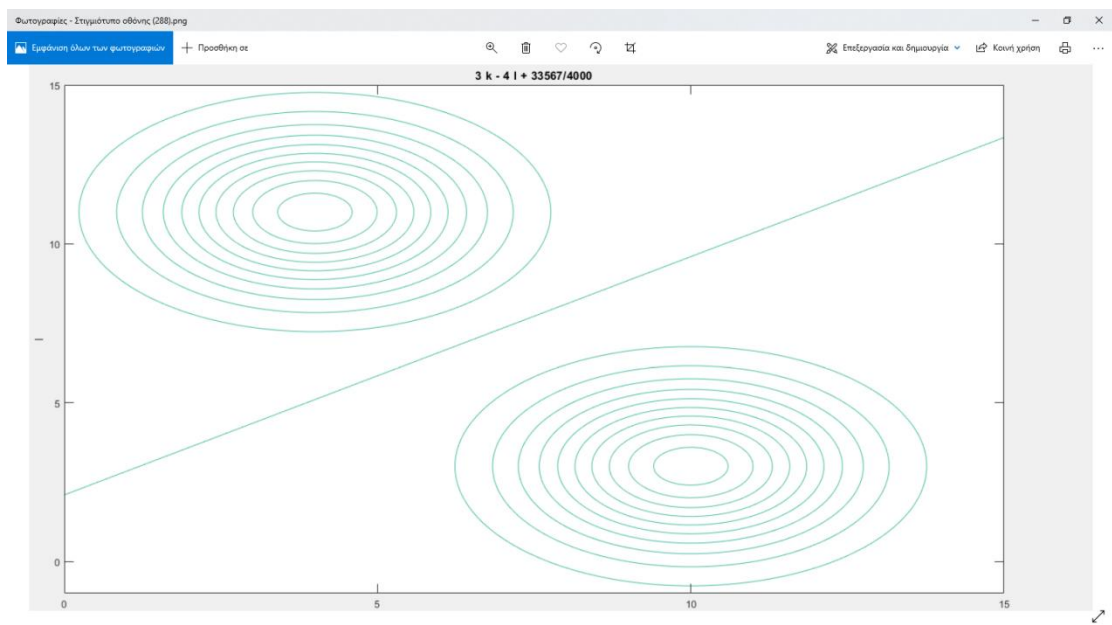 Φωτογραφίες - Στιγμιότυπο οθόνης (288).png
Εμφάνιση όλων των φωτογραφιών
Προσθήκη σε
Επεξεργασία και δημιουργία
Κοινή χρήση
3 k - 4 l + 33567/4000
15
10
l
5
0
0
5
10
15